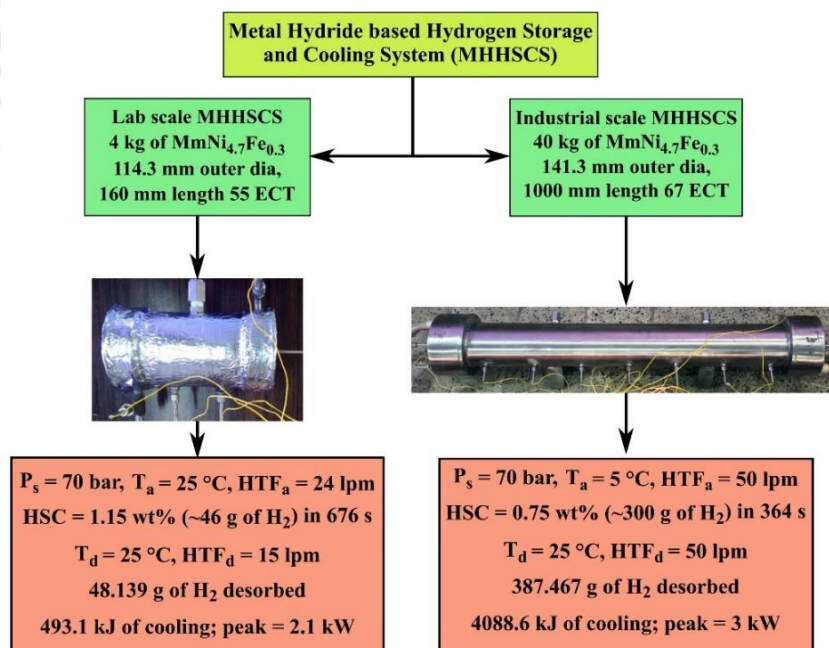 Metal Hydride based Hydrogen Storage
and Cooling System (MHHSCS)
Lab scale MHHSCS
4 kg of MmNi₄.₇Fe₀.₃
114.3 mm outer dia,
160 mm length 55 ECT
Industrial scale MHHSCS
40 kg of MmNi₄.₇Fe₀.₃
141.3 mm outer dia,
1000 mm length 67 ECT
Pₛ = 70 bar, Tₐ = 25 °C, HTFₐ = 24 lpm
HSC = 1.15 wt% (~46 g of H₂) in 676 s
T_d = 25 °C, HTF_d = 15 lpm
48.139 g of H₂ desorbed
493.1 kJ of cooling; peak = 2.1 kW
Pₛ = 70 bar, Tₐ = 5 °C, HTFₐ = 50 lpm
HSC = 0.75 wt% (~300 g of H₂) in 364 s
T_d = 25 °C, HTF_d = 50 lpm
387.467 g of H₂ desorbed
4088.6 kJ of cooling; peak = 3 kW